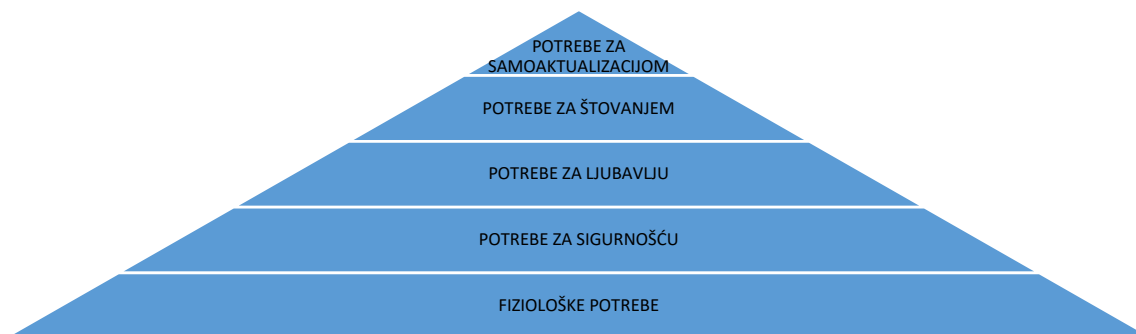 POTREBE ZA
SAMOAKTUALIZACIJOM
POTREBE ZA ŠTOVANJEM
POTREBE ZA LJUBAVLJU
POTREBE ZA SIGURNOŠĆU
FIZIOLOŠKE POTREBE